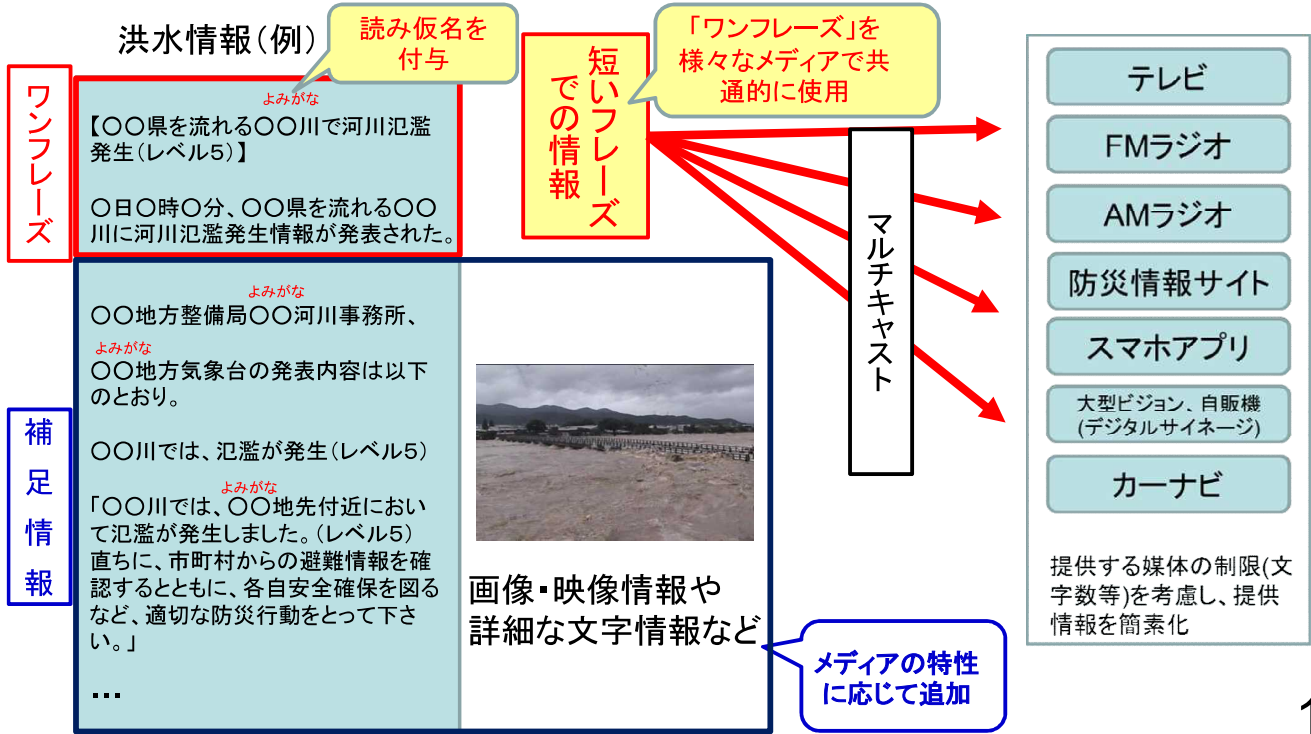 洪水情報(例)
読み仮名を
付与
ワンフレーズ
よみがな
【〇〇県を流れる〇〇川で河川氾濫
発生(レベル5)】
〇日〇時〇分、〇〇県を流れる〇〇
川に河川氾濫発生情報が発表された。
短いフレーズ
での情報
「ワンフレーズ」を
様々なメディアで共
通的に使用
マルチキャスト
テレビ
FMラジオ
AMラジオ
防災情報サイト
スマホアプリ
大型ビジョン、自販機
(デジタルサイネージ)
カーナビ
提供する媒体の制限(文
字数等)を考慮し、提供
情報を簡素化
補足情報
よみがな
〇〇地方整備局〇〇河川事務所、
よみがな
〇〇地方気象台の発表内容は以下
のとおり。
〇〇川では、氾濫が発生(レベル5)
よみがな
「〇〇川では、〇〇地先付近におい
て氾濫が発生しました。(レベル5)
直ちに、市町村からの避難情報を確
認するとともに、各自安全確保を図る
など、適切な防災行動をとって下さ
い。」
…
画像・映像情報や
詳細な文字情報など
メディアの特性
に応じて追加